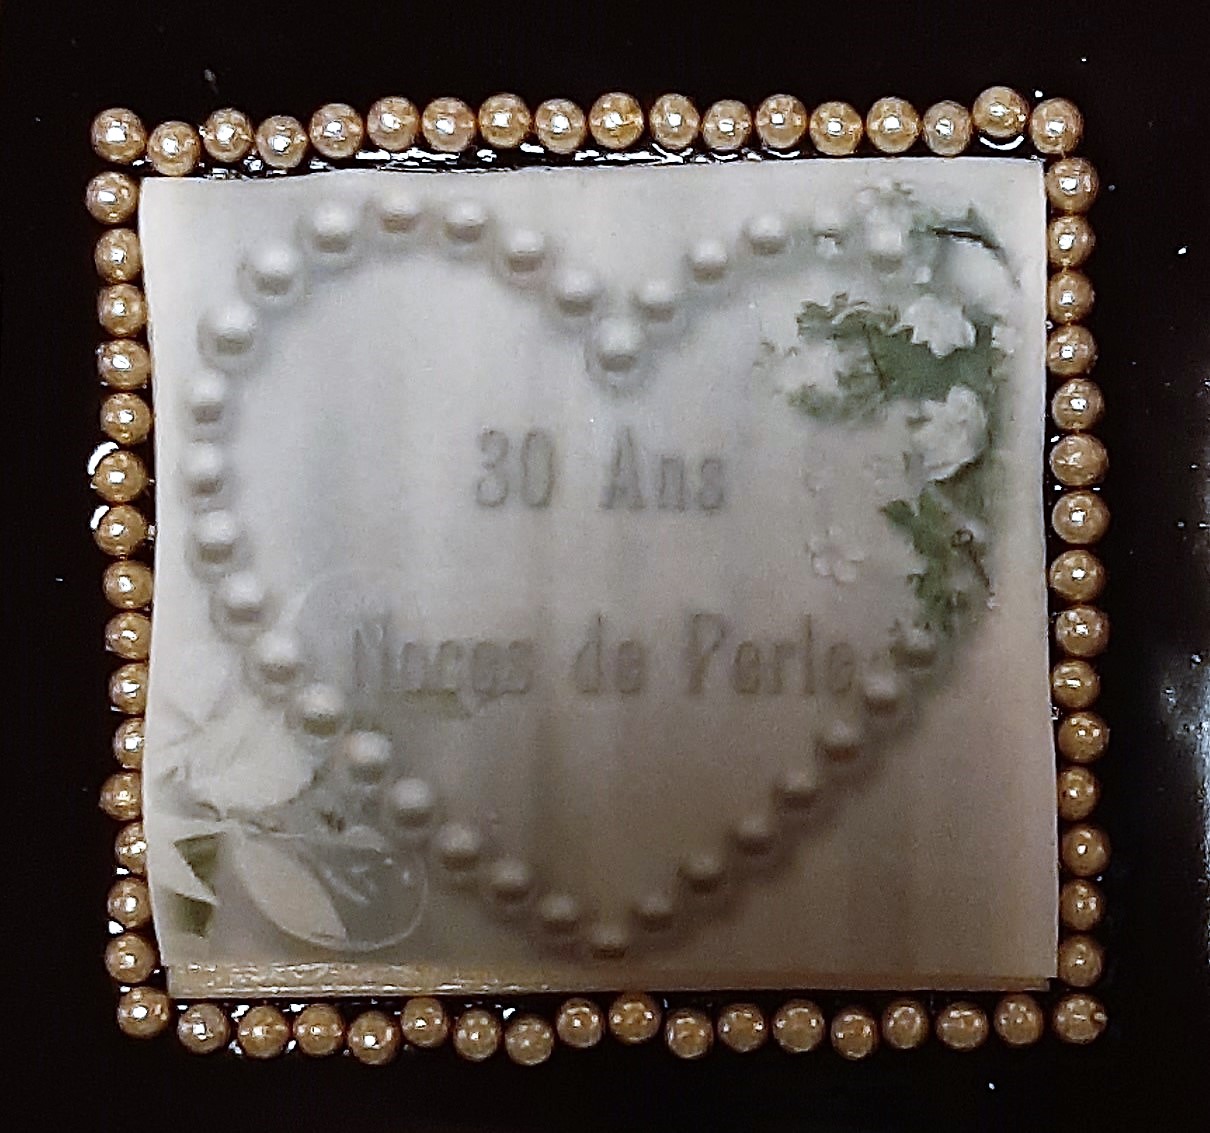 30 Ans
Noces de Perle